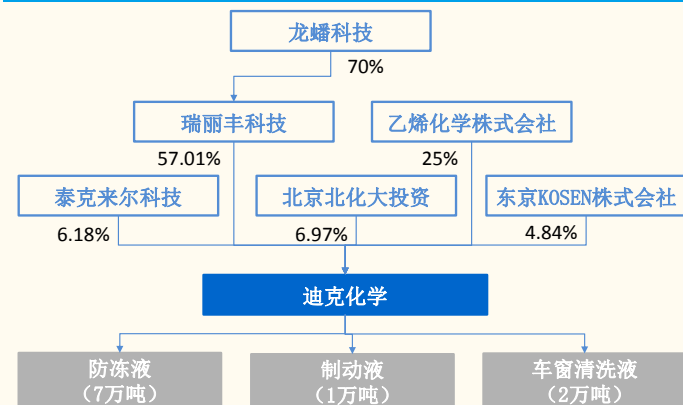 龙蟠科技
70%
瑞丽丰科技
乙烯化学株式会社
57.01%
25%
泰克来尔科技
北京北化大投资
东京KOSEN株式会社
6.18%
6.97%
4.84%
迪克化学
防冻液
(7万吨)
制动液
(1万吨)
车窗清洗液
(2万吨)